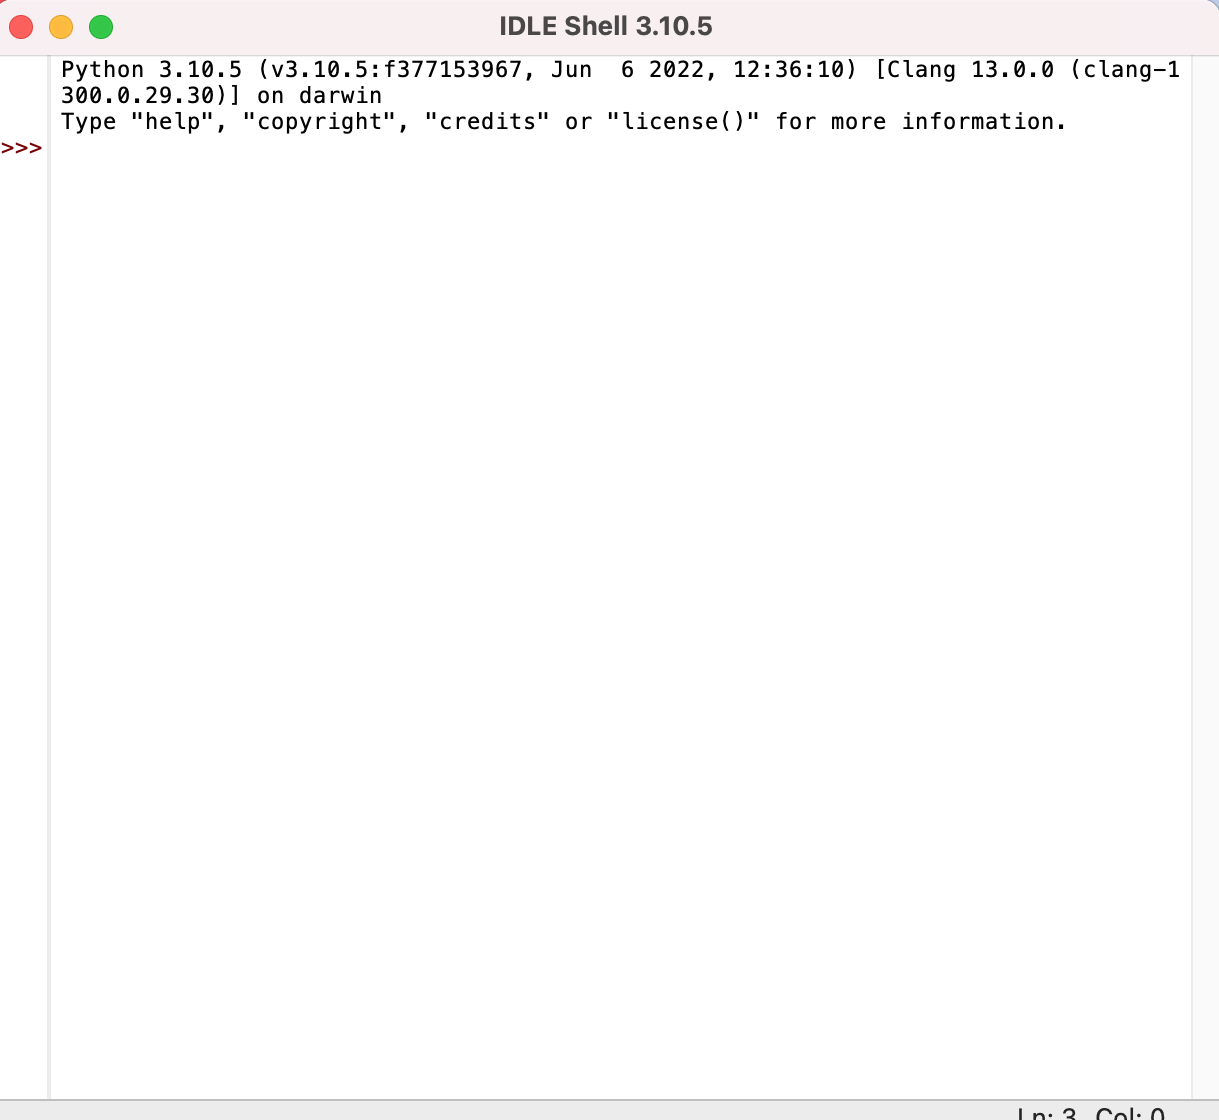 IDLE Shell 3.10.5
Python 3.10.5 (v3.10.5:f377153967, Jun  6 2022, 12:36:10) [Clang 13.0.0 (clang-1
300.0.29.30)] on darwin
Type "help", "copyright", "credits" or "license()" for more information.
>>>
Ln: 3  Col: 0